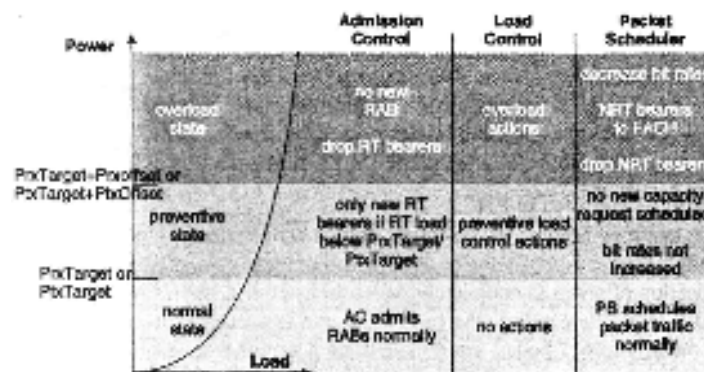 Admission Control
Load Control
Packet Scheduler
Power
overload state
no new RAB
drop RT bearers
overload actions
decrease bit rates
NRT bearers to FACH
drop NRT bearers
PrxTarget+PrxOffset or
PtxTarget+PtxOffset
preventive state
only new RT
bearers if RT load
below PrxTarget/
PtxTarget
preventive load
control actions
no new capacity
request scheduled
bit rates not
increased
PrxTarget or
PtxTarget
normal state
AC admits
RABs normally
no actions
PS schedules
packet traffic
normally
Load